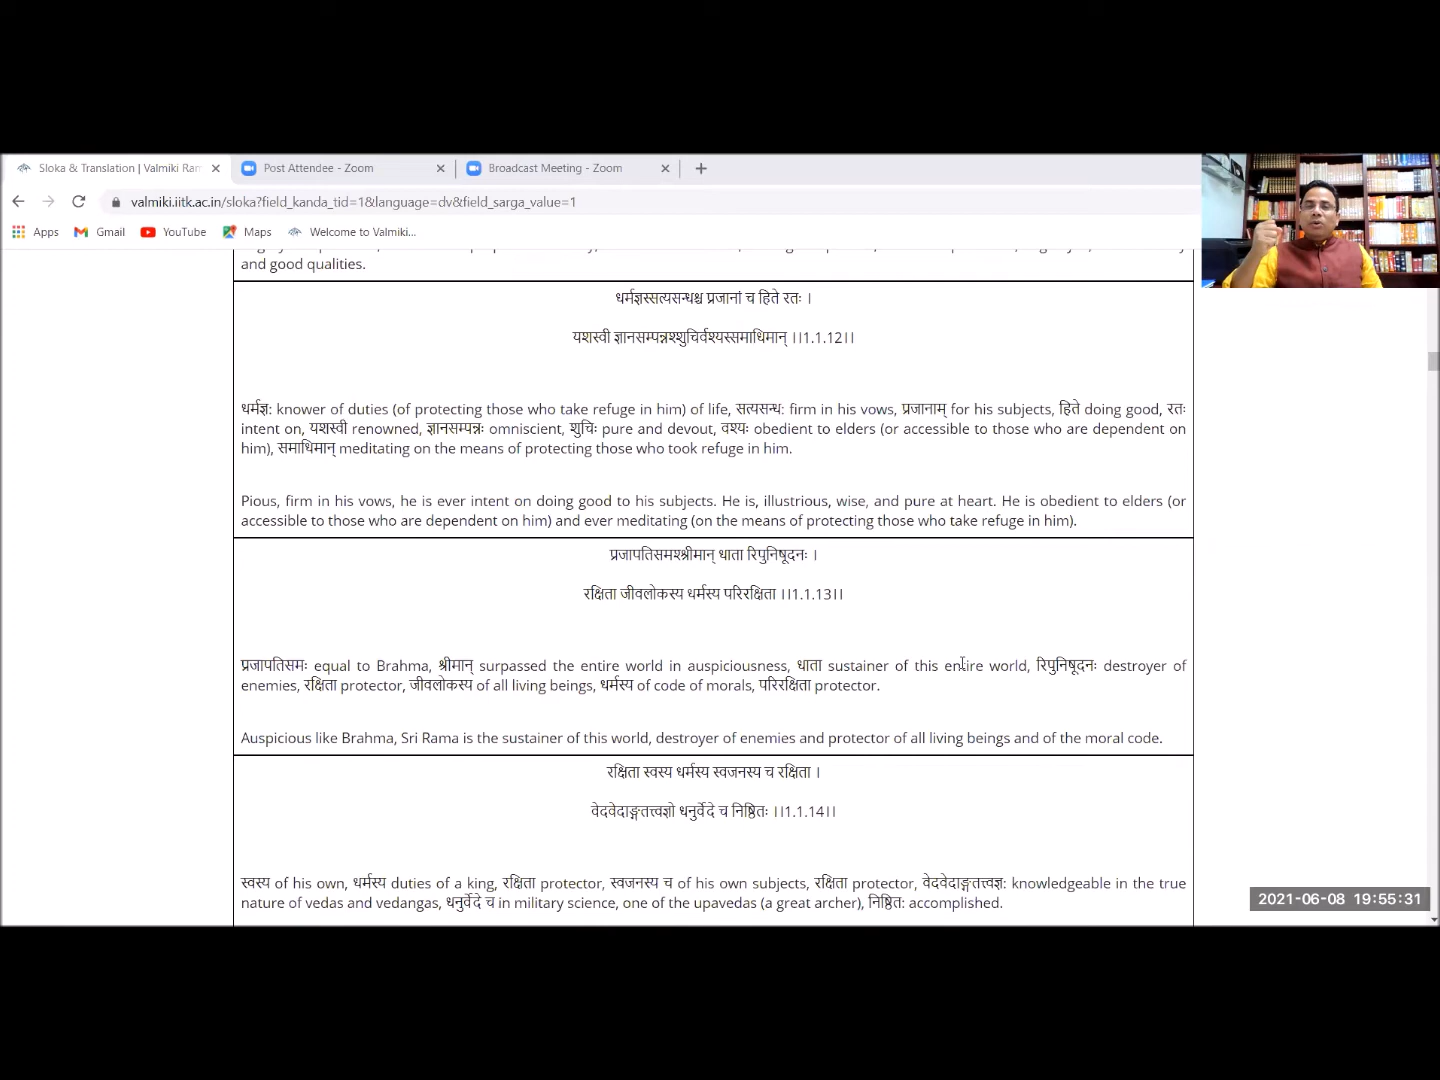 Sloka & Translation | Valmiki Ram
Post Attendee - Zoom
Broadcast Meeting - Zoom
valmiki.iitk.ac.in/sloka?field_kanda_tid=1&language=dv&field_sarga_value=1
Apps
Gmail
YouTube
Maps
Welcome to Valmiki...
and good qualities.
धर्मज्ञस्सत्यसन्धश्च प्रजानां च हिते रतः ।
यशस्वी ज्ञानसम्पन्नश्शुचिर्वश्यस्समाधिमान् ।।1.1.12।।
धर्मज्ञ: knower of duties (of protecting those who take refuge in him) of life, सत्यसन्ध: firm in his vows, प्रजानाम् for his subjects, हिते doing good, रतः
intent on, यशस्वी renowned, ज्ञानसम्पन्नः omniscient, शुचिः pure and devout, वश्यः obedient to elders (or accessible to those who are dependent on
him), समाधिमान् meditating on the means of protecting those who took refuge in him.
Pious, firm in his vows, he is ever intent on doing good to his subjects. He is, illustrious, wise, and pure at heart. He is obedient to elders (or
accessible to those who are dependent on him) and ever meditating (on the means of protecting those who take refuge in him).
प्रजापतिसमश्श्रीमान् धाता रिपुनिषूदनः ।
रक्षिता जीवलोकस्य धर्मस्य परिरक्षिता ।।1.1.13।।
प्रजापतिसमः equal to Brahma, श्रीमान् surpassed the entire world in auspiciousness, धाता sustainer of this entire world, रिपुनिषूदनः destroyer of
enemies, रक्षिता protector, जीवलोकस्य of all living beings, धर्मस्य of code of morals, परिरक्षिता protector.
Auspicious like Brahma, Sri Rama is the sustainer of this world, destroyer of enemies and protector of all living beings and of the moral code.
रक्षिता स्वस्य धर्मस्य स्वजनस्य च रक्षिता ।
वेदवेदाङ्गतत्त्वज्ञो धनुर्वेदे च निष्ठितः ।।1.1.14।।
स्वस्य of his own, धर्मस्य duties of a king, रक्षिता protector, स्वजनस्य च of his own subjects, रक्षिता protector, वेदवेदाङ्गतत्त्वज्ञ: knowledgeable in the true
nature of vedas and vedangas, धनुर्वेदे च in military science, one of the upavedas (a great archer), निष्ठित: accomplished.
2021-06-08 19:55:31